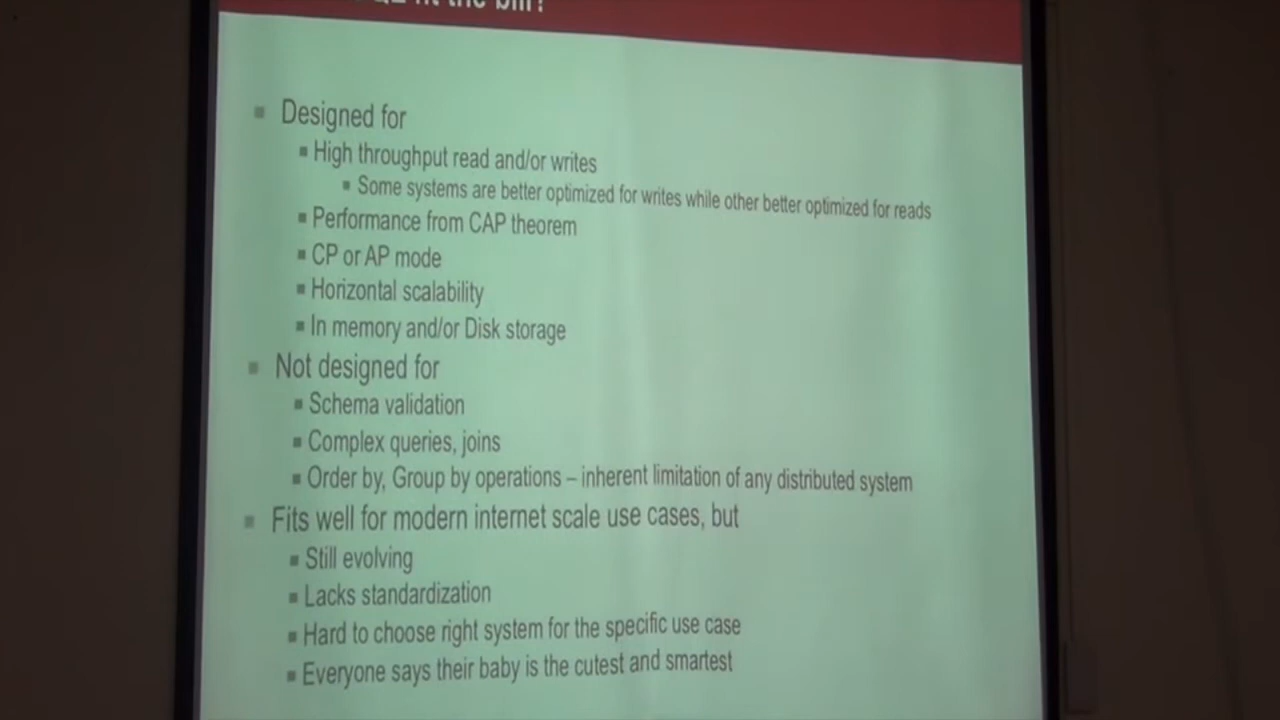 fit the bill?
Designed for
High throughput read and/or writes
Some systems are better optimized for writes while other better optimized for reads
Performance from CAP theorem
CP or AP mode
Horizontal scalability
In memory and/or Disk storage
Not designed for
Schema validation
Complex queries, joins
Order by, Group by operations – inherent limitation of any distributed system
Fits well for modern internet scale use cases, but
Still evolving
Lacks standardization
Hard to choose right system for the specific use case
Everyone says their baby is the cutest and smartest